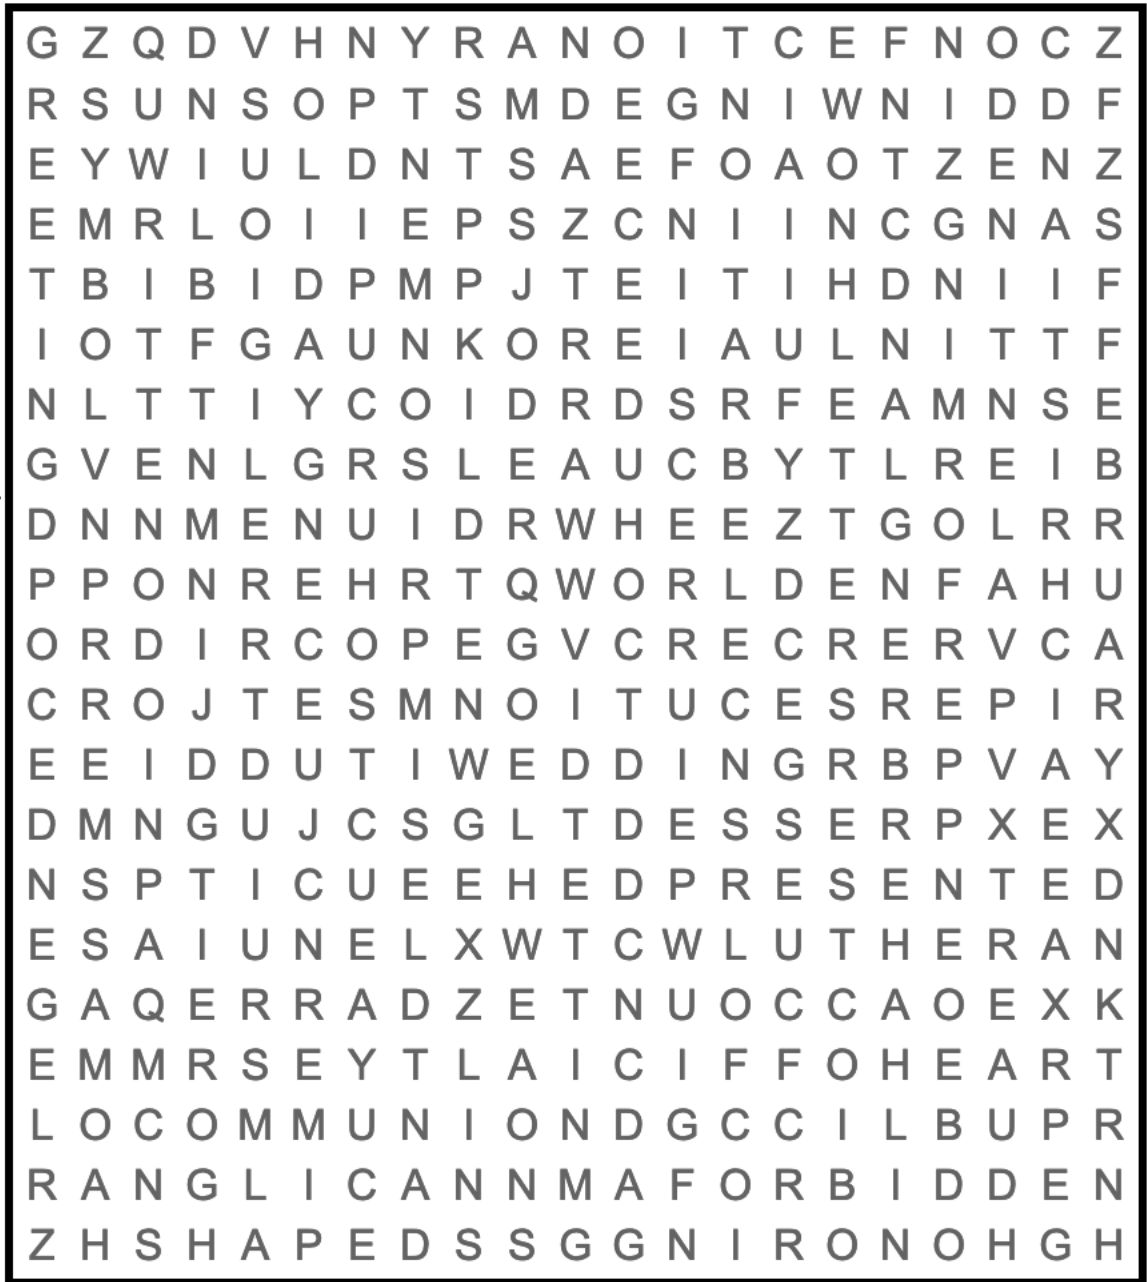 G Z Q D V H N Y R A N O I T C E F N O C Z
R S U N S O P T S M D E G N I W N I D D F
E Y W I U L D N T S A E F O A O T Z E N Z
E M R L O I I E P S Z C N I I N C G N A S
T B I B I D P M P J T E I T I H D N I I F
I O T F G A U N K O R E I A U L N I T T F
N L T T I Y C O I D R D S R F E A M N S E
G V E N L G R S L E A U C B Y T L R E I B
D N N M E N U I D R W H E E Z T G O L R R
P P O N R E H R T Q W O R L D E N F A H U
O R D I R C O P E G V C R E C R E R V C A
C R O J T E S M N O I T U C E S R E P I R
E E I D D U T I W E D D I N G R B P V A Y
D M N G U J C S G L T D E S S E R P X E X
N S P T I C U E E H E D P R E S E N T E D
E S A I U N E L X W T C W L U T H E R A N
G A Q E R R A D Z E T N U O C C A O E X K
E M M R S E Y T L A I C I F F O H E A R T
L O C O M M U N I O N D G C C I L B U P R
R A N G L I C A N N M A F O R B I D D E N
Z H S H A P E D S S G G N I R O N O H G H